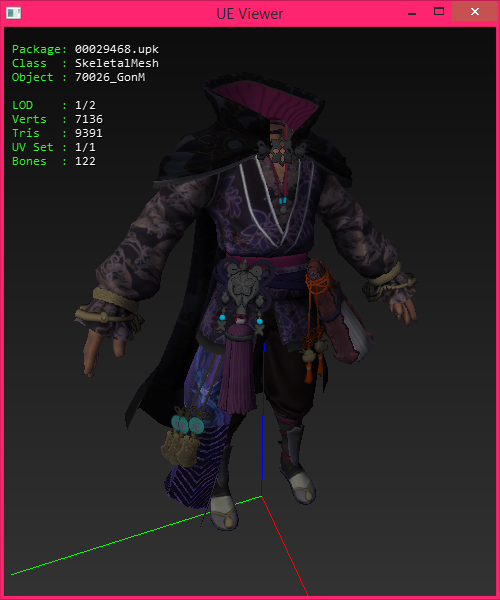 UE Viewer
Package: 00029468.upk
Class  : SkeletalMesh
Object : 70026_GonM
LOD    : 1/2
Verts  : 7136
Tris   : 9391
UV Set : 1/1
Bones  : 122